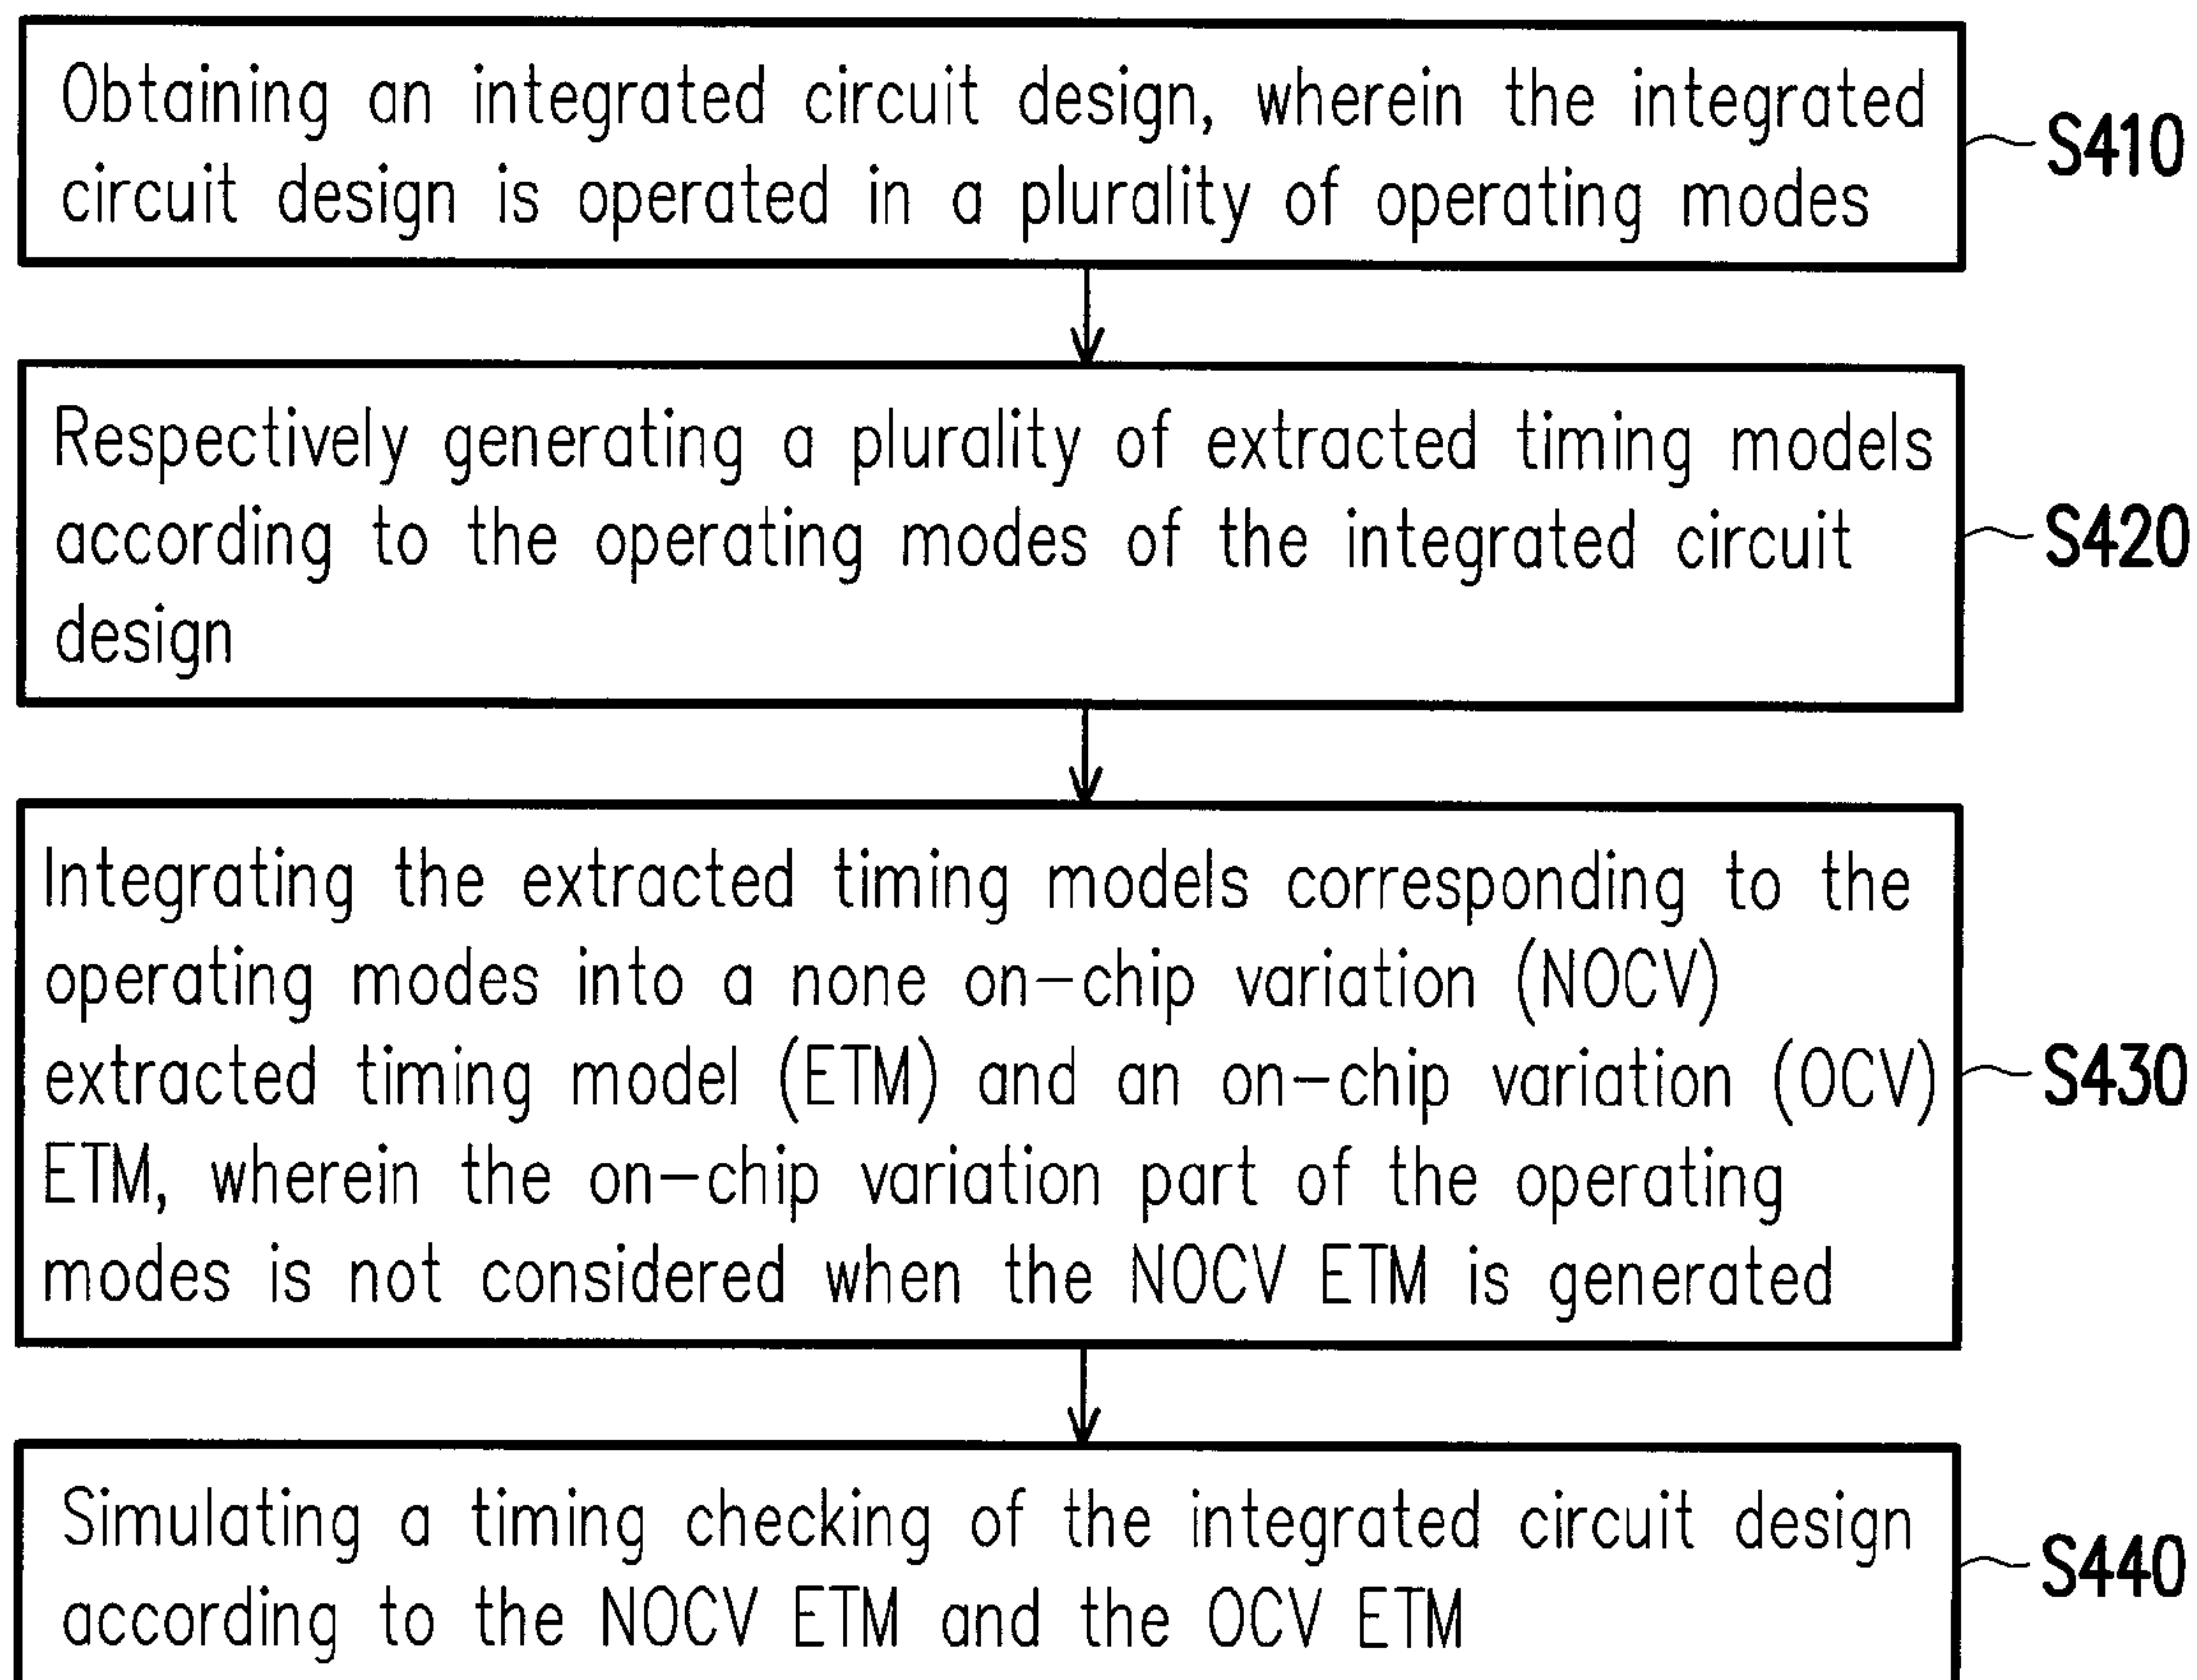 Obtaining an integrated circuit design, wherein the integrated
circuit design is operated in a plurality of operating modes
S410
Respectively generating a plurality of extracted timing models
according to the operating modes of the integrated circuit
design
S420
Integrating the extracted timing models corresponding to the
operating modes into a none on-chip variation (NOCV)
extracted timing model (ETM) and an on-chip variation (OCV)
ETM, wherein the on-chip variation part of the operating
modes is not considered when the NOCV ETM is generated
S430
Simulating a timing checking of the integrated circuit design
according to the NOCV ETM and the OCV ETM
S440